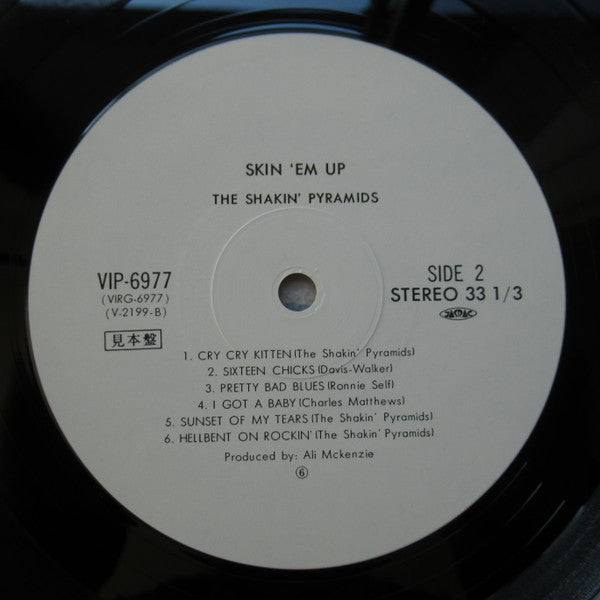 SKIN 'EM UP
THE SHAKIN' PYRAMIDS
VIP-6977
(VIRG-6977)
(V-2199-B)
見本盤
SIDE 2
STEREO 33 1/3
JASRAC
1. CRY CRY KITTEN (The Shakin' Pyramids)
2. SIXTEEN CHICKS (Davis-Walker)
3. PRETTY BAD BLUES (Ronnie Self)
4. I GOT A BABY (Charles Matthews)
5. SUNSET OF MY TEARS (The Shakin' Pyramids)
6. HELLBENT ON ROCKIN' (The Shakin' Pyramids)
Produced by: Ali Mckenzie
⑥